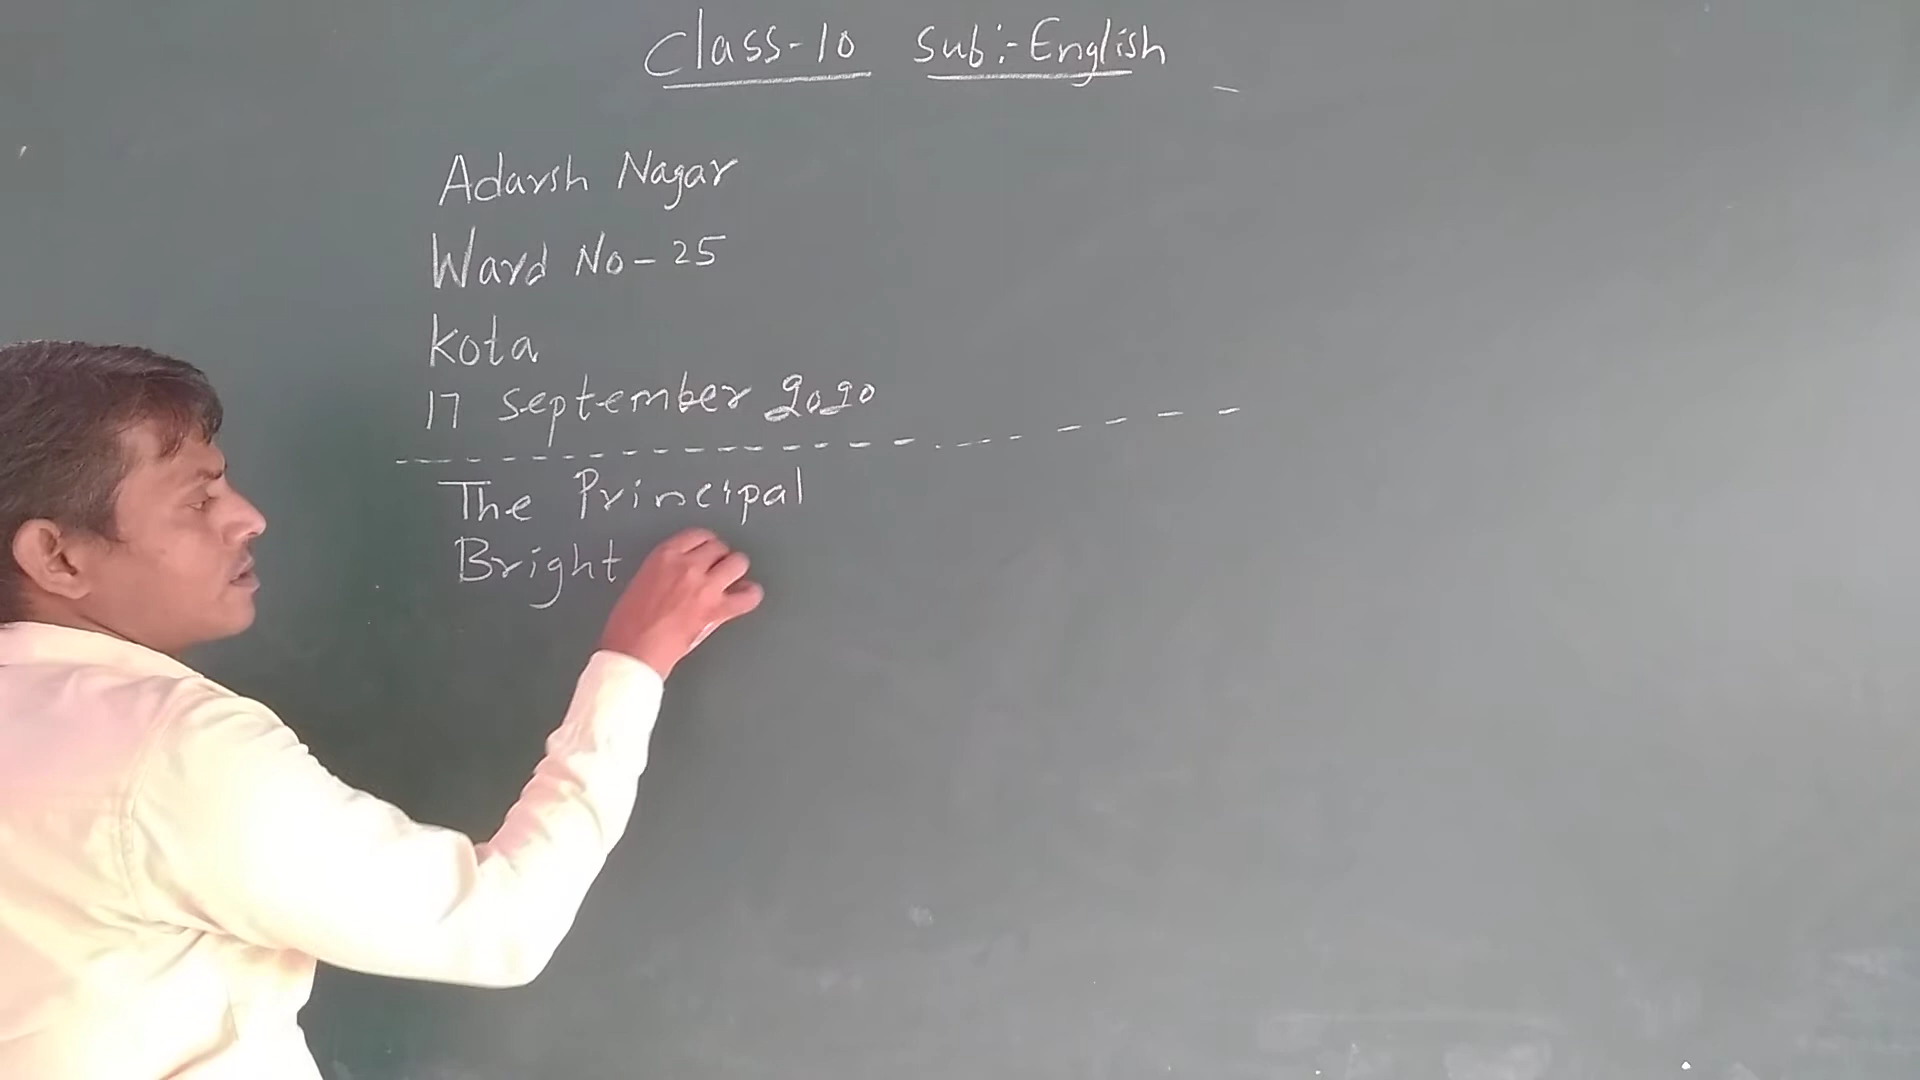 Class-10 Sub:-English
Adarsh Nagar
Ward No-25
Kota
17 September 2020
The Principal
Bright